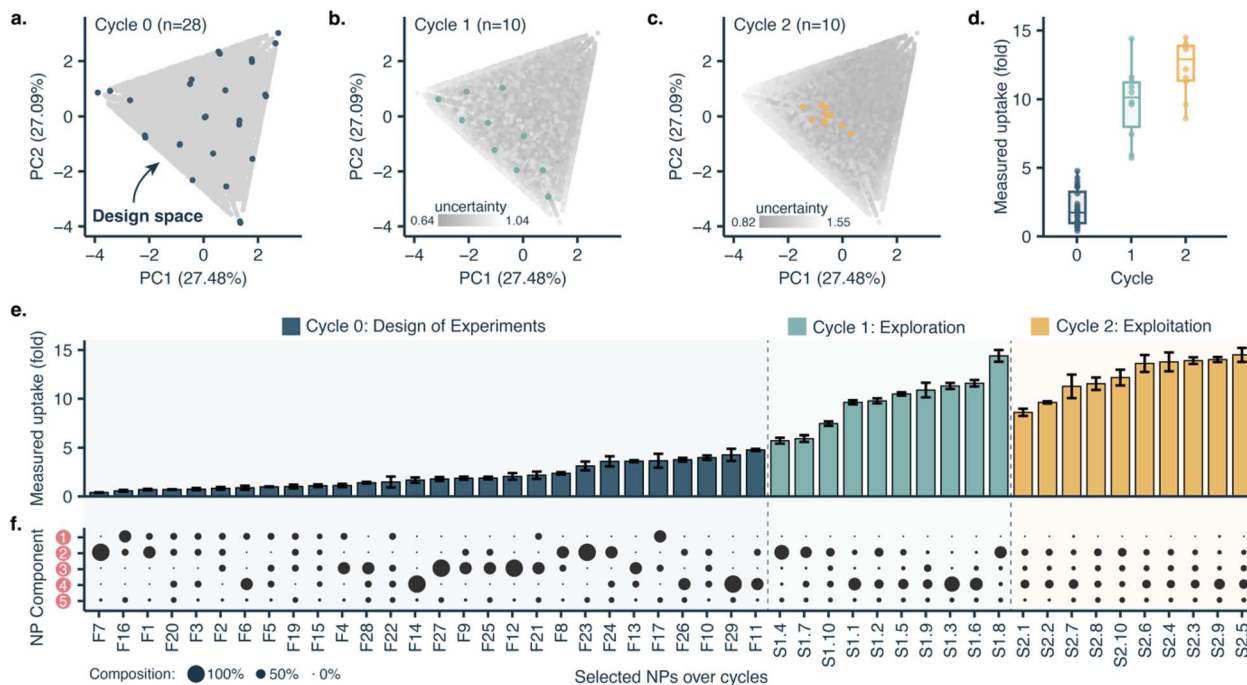 a.
Cycle 0 (n=28)
PC2 (27.09%)
2
0
−2
−4
Design space
−4 −2 0 2
PC1 (27.48%)
b.
Cycle 1 (n=10)
PC2 (27.09%)
2
0
−2
−4
uncertainty
0.64 1.04
−4 −2 0 2
PC1 (27.48%)
c.
Cycle 2 (n=10)
PC2 (27.09%)
2
0
−2
−4
uncertainty
0.82 1.55
−4 −2 0 2
PC1 (27.48%)
d.
Measured uptake (fold)
15
10
5
0
0 1 2
Cycle
e.
Cycle 0: Design of Experiments
Cycle 1: Exploration
Cycle 2: Exploitation
Measured uptake (fold)
15
10
5
0
f.
NP Component
1
2
3
4
5
F7 F16 F1 F20 F3 F2 F6 F5 F19 F15 F4 F28 F22 F14 F27 F9 F25 F12 F21 F8 F23 F24 F13 F17 F26 F10 F29 F11 S1.4 S1.7 S1.10 S1.11 S1.2 S1.5 S1.9 S1.3 S1.6 S1.8 S2.1 S2.2 S2.7 S2.8 S2.10 S2.6 S2.4 S2.3 S2.9 S2.5
Composition: 100% 50% 0%
Selected NPs over cycles